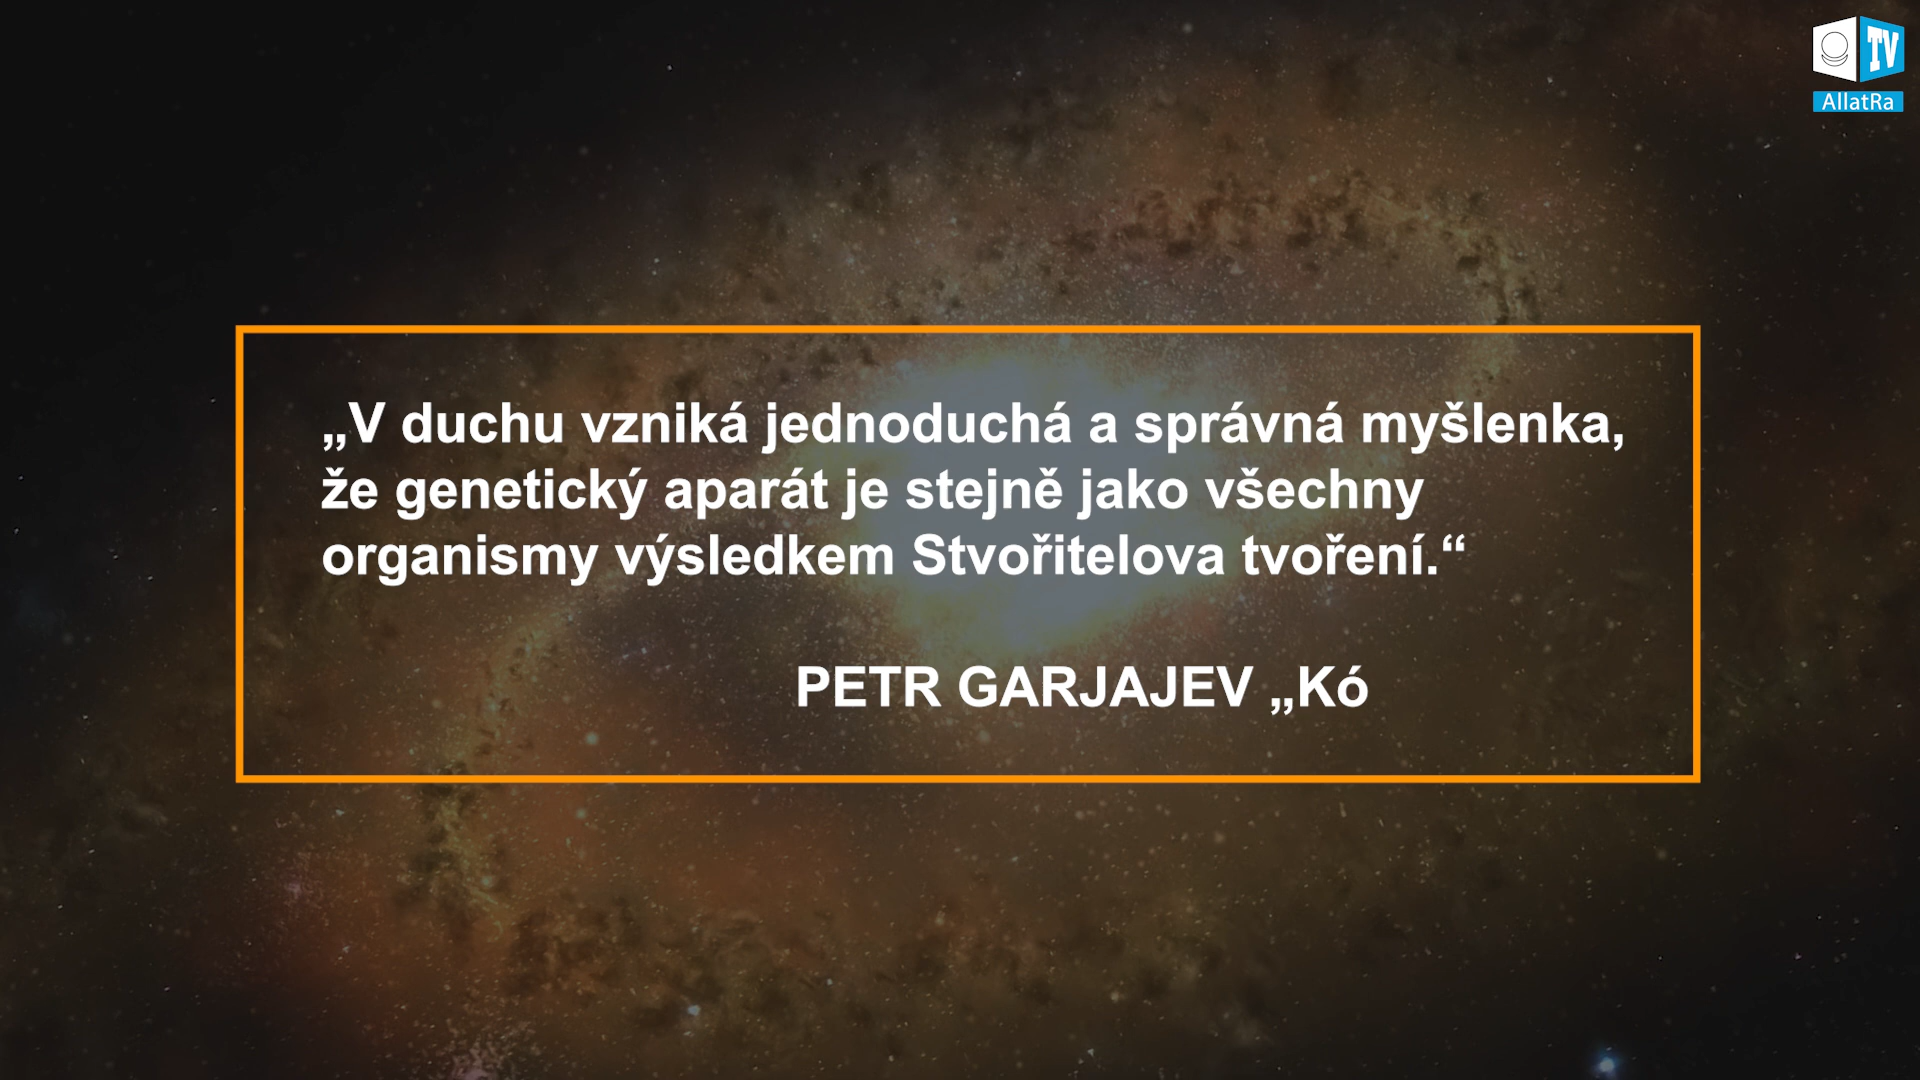 TV
AllatRa
„V duchu vzniká jednoduchá a správná myšlenka,
že genetický aparát je stejně jako všechny
organismy výsledkem Stvořitelova tvoření.“
PETR GARJAJEV „Kó